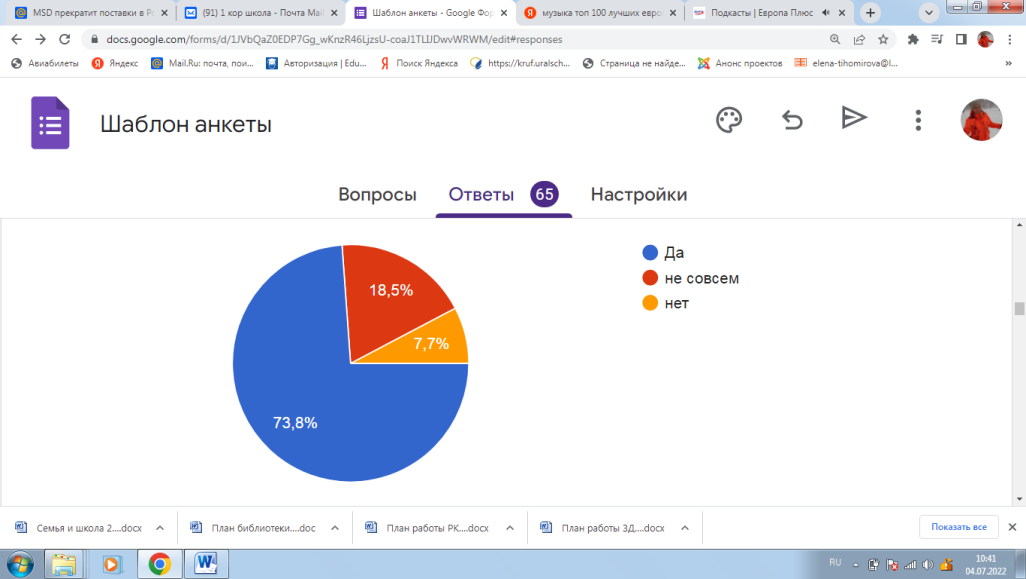 MSD прекратит поставки в Ро
(91) 1 кор школа - Почта Mail
Шаблон анкеты - Google Фор
музыка топ 100 лучших евро
Подкасты | Европа Плюс
docs.google.com/forms/d/1JVbQaZ0EDP7Gg_wKnzR46LjzsU-coaJ1TLIJDwvWRWM/edit#responses
Авиабилеты
Яндекс
Mail.Ru: почта, пои...
Авторизация | Edu...
Поиск Яндекса
https://kruf.uralsch...
Страница не найде...
Анонс проектов
elena-tihomirova@l...
»
Шаблон анкеты
Вопросы
Ответы 65
Настройки
Да
не совсем
нет
18,5%
7,7%
73,8%
Семья и школа 2....docx
План библиотеки....doc
План работы РК....docx
План работы ЗД....docx
Показать все
RU
10:41
04.07.2022